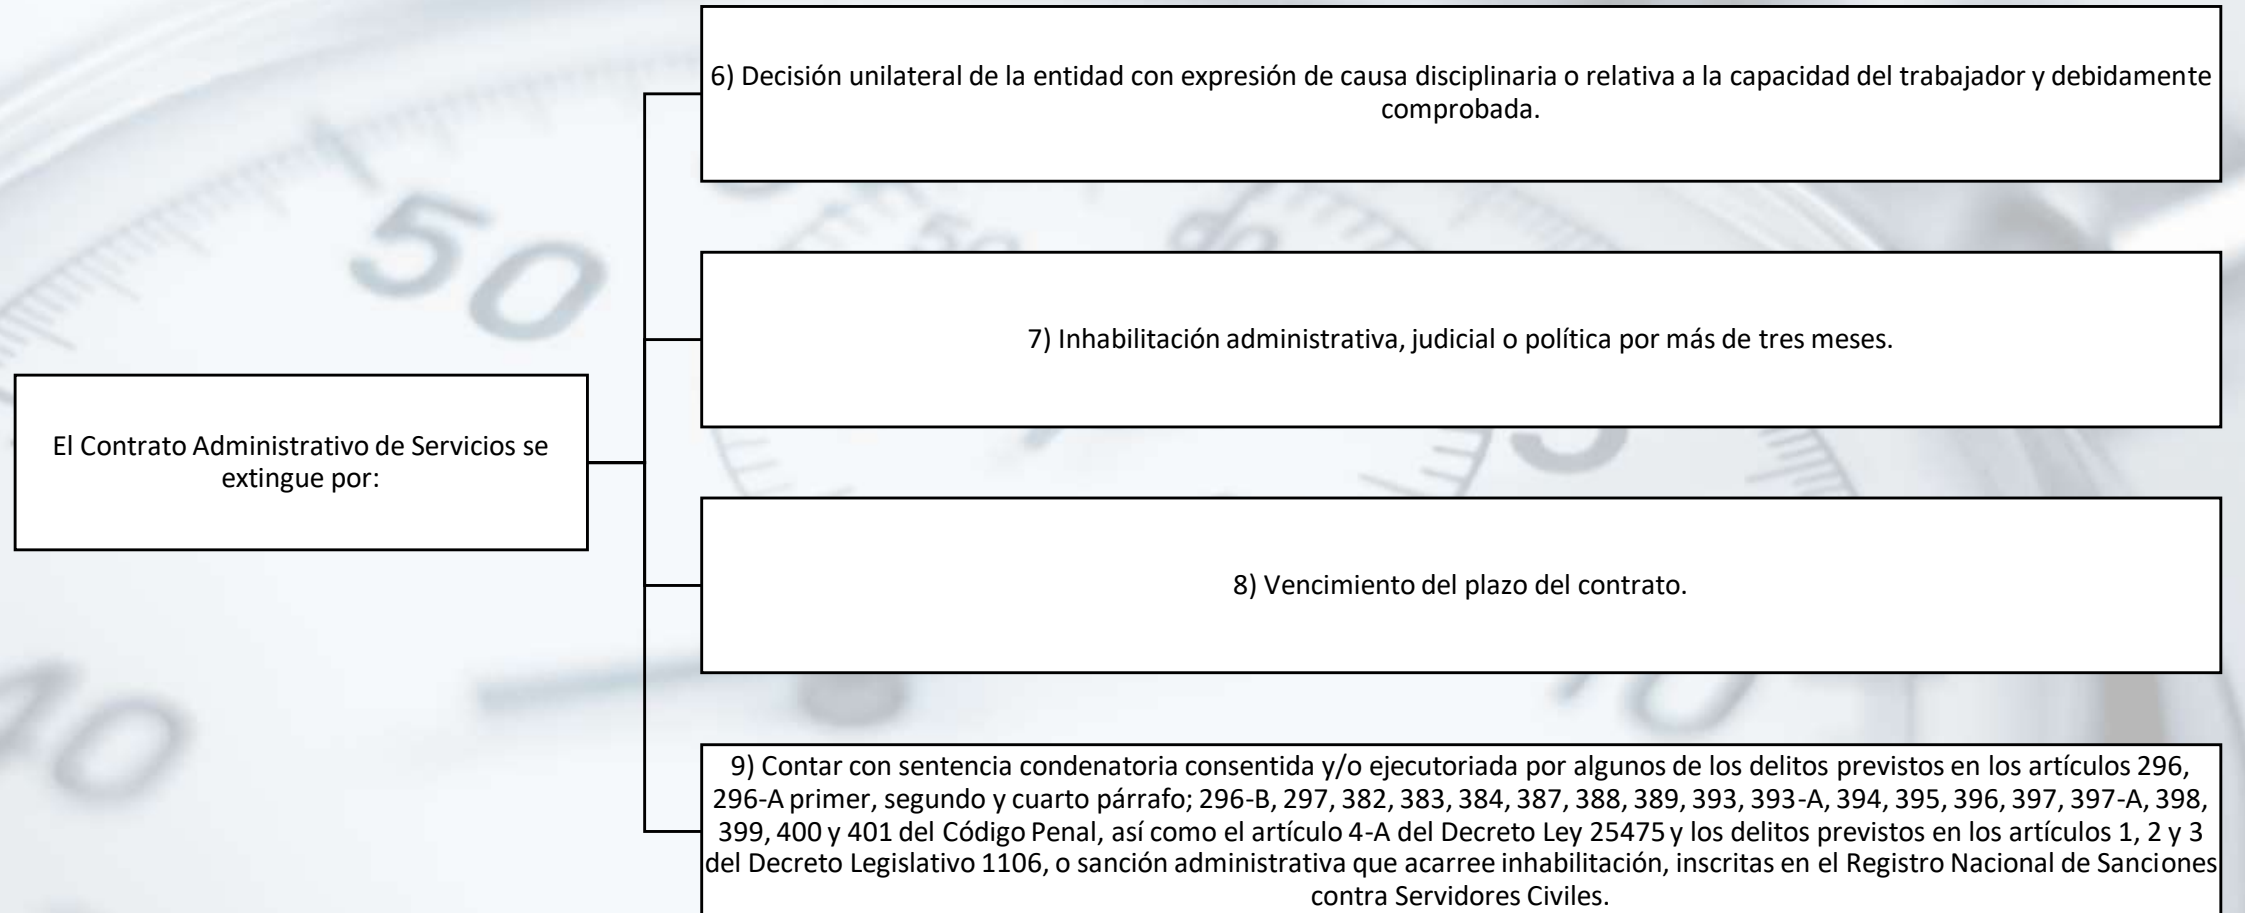 6) Decisión unilateral de la entidad con expresión de causa disciplinaria o relativa a la capacidad del trabajador y debidamente
comprobada.
7) Inhabilitación administrativa, judicial o política por más de tres meses.
El Contrato Administrativo de Servicios se
extingue por:
8) Vencimiento del plazo del contrato.
9) Contar con sentencia condenatoria consentida y/o ejecutoriada por algunos de los delitos previstos en los artículos 296,
296-A primer, segundo y cuarto párrafo; 296-B, 297, 382, 383, 384, 387, 388, 389, 393, 393-A, 394, 395, 396, 397, 397-A, 398,
399, 400 y 401 del Código Penal, así como el artículo 4-A del Decreto Ley 25475 y los delitos previstos en los artículos 1, 2 y 3
del Decreto Legislativo 1106, o sanción administrativa que acarree inhabilitación, inscritas en el Registro Nacional de Sanciones
contra Servidores Civiles.
50
50
5
40
10